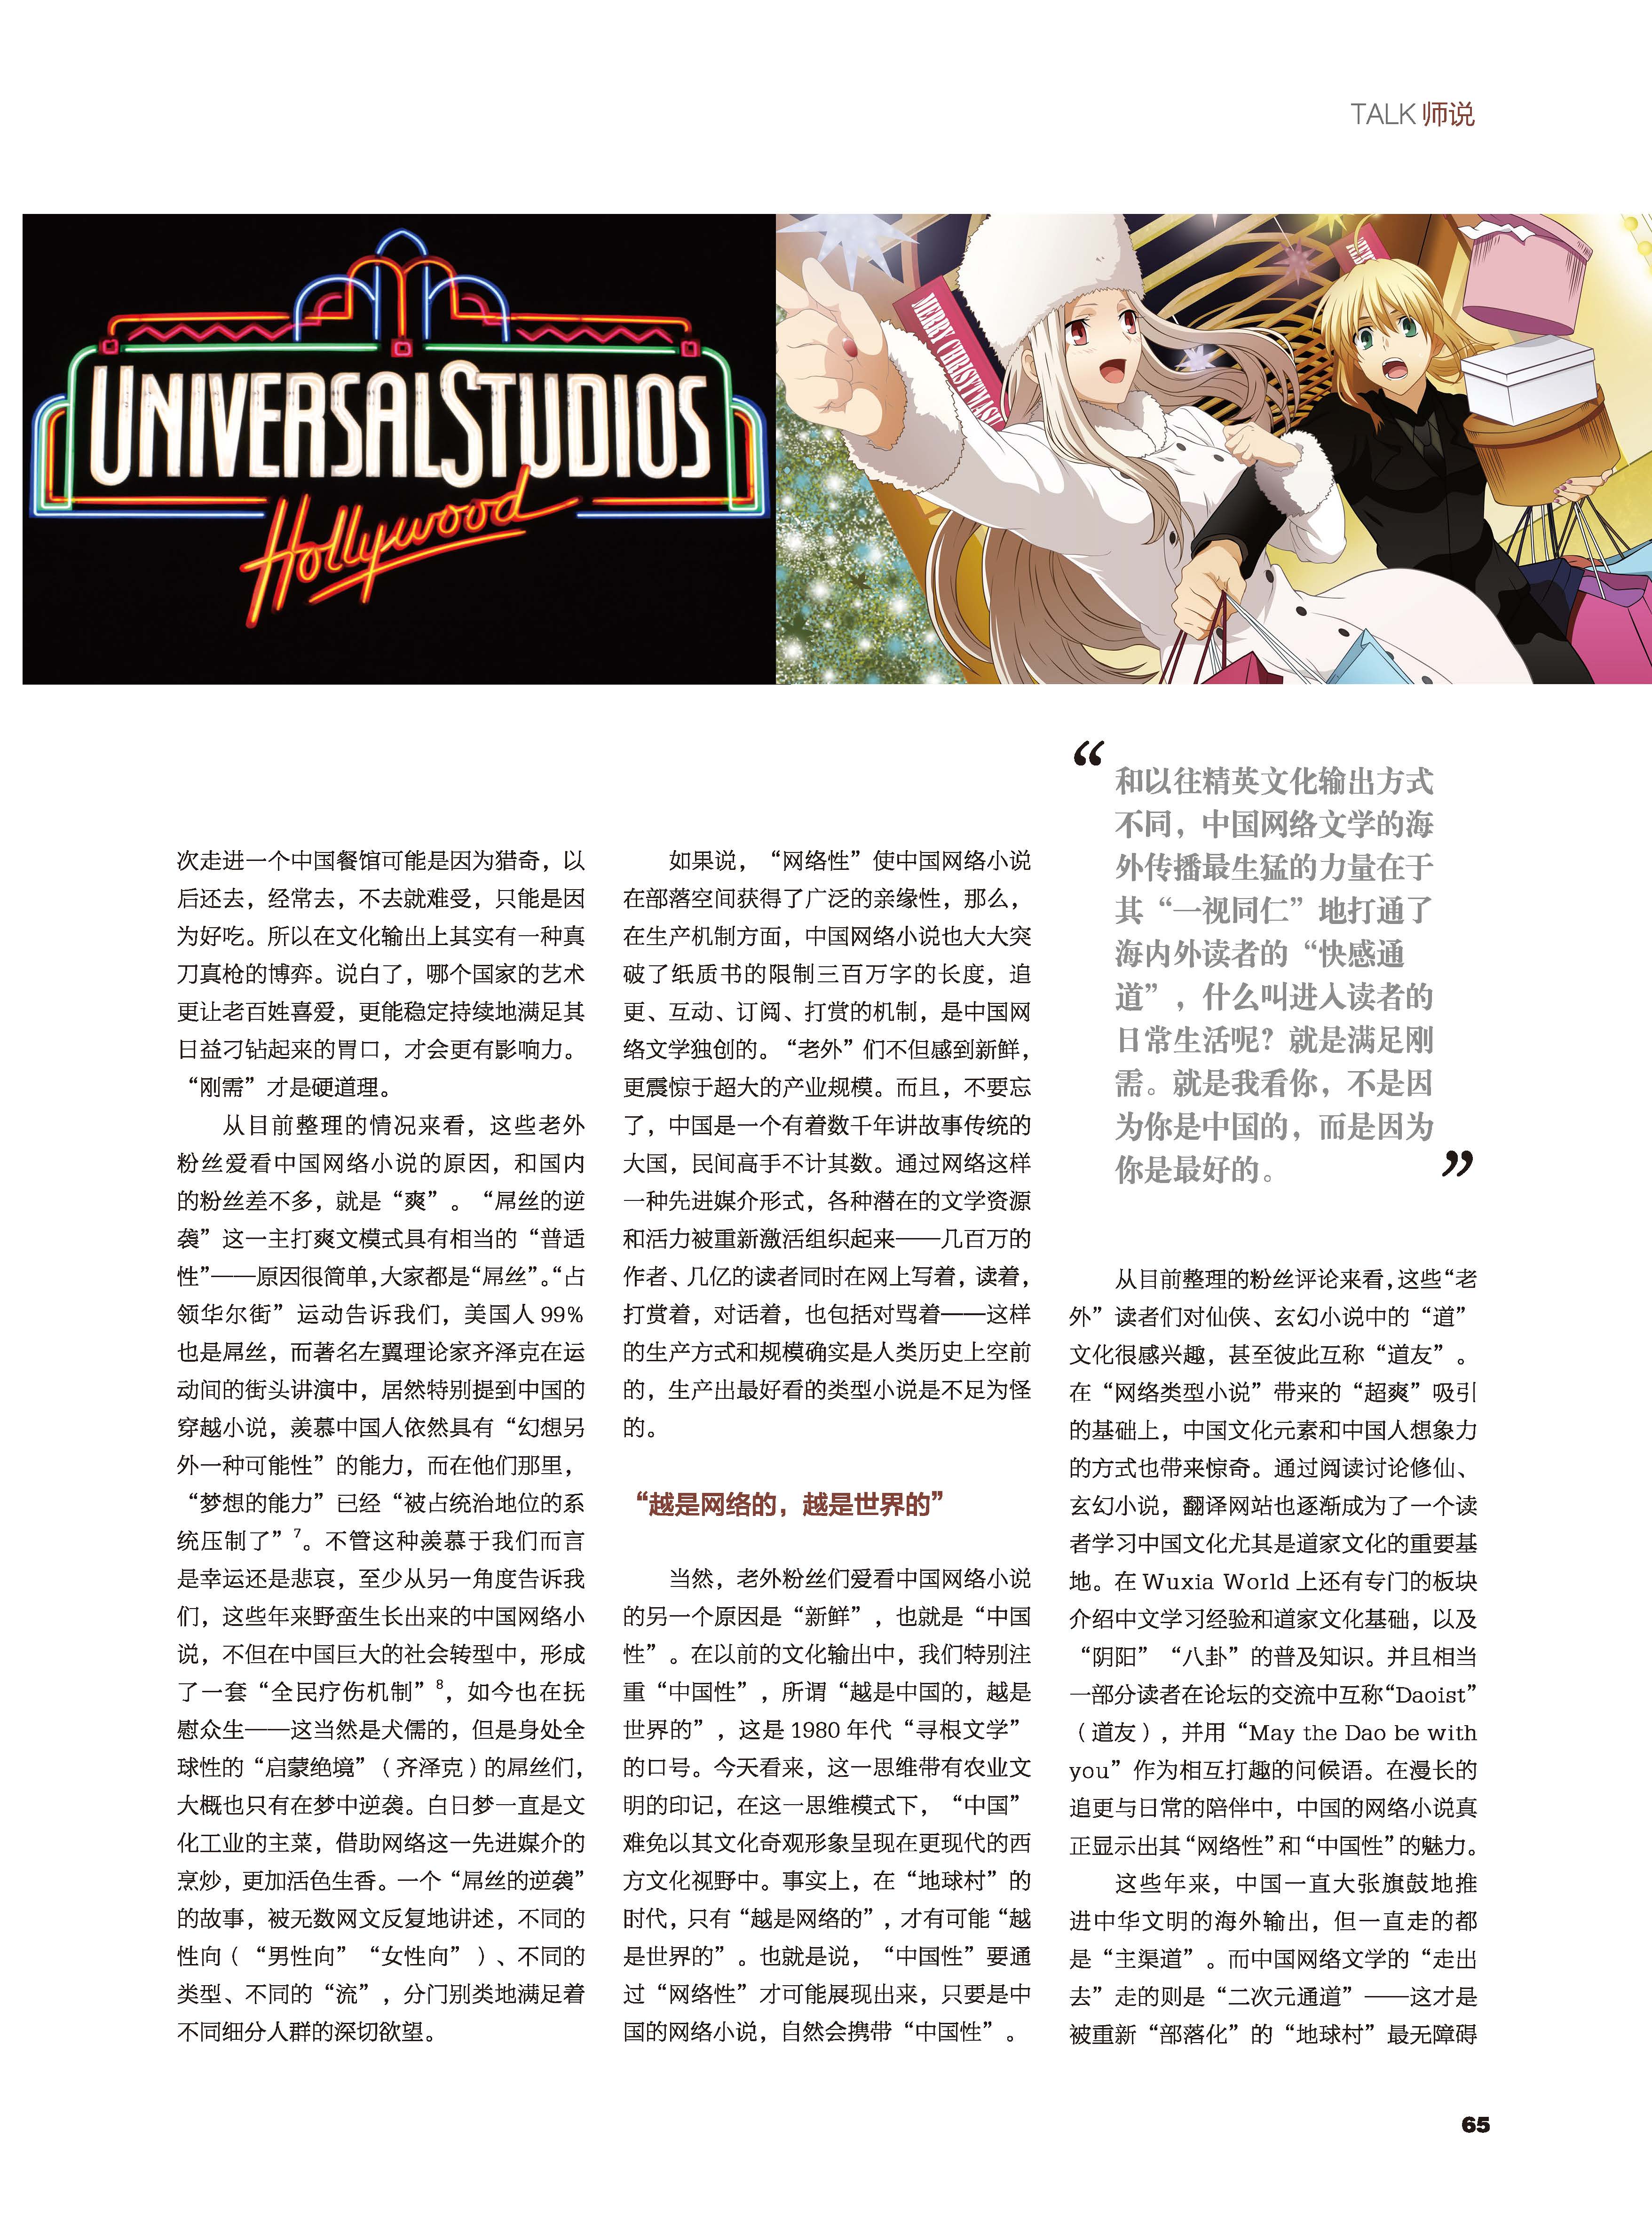 TALK 师说
UNIVERSAL STUDIOS
Hollywood
MERRY CHRISTMAS
次走进一个中国餐馆可能是因为猎奇，以
后还去，经常去，不去就难受，只能是因
为好吃。所以在文化输出上其实有一种真
刀真枪的博弈。说白了，哪个国家的艺术
更让老百姓喜爱，更能稳定持续地满足其
日益刁钻起来的胃口，才会更有影响力。
“刚需”才是硬道理。
从目前整理的情况来看，这些老外
粉丝爱看中国网络小说的原因，和国内
的粉丝差不多，就是“爽”。“屌丝的逆
袭”这一主打爽文模式具有相当的“普适
性”——原因很简单，大家都是“屌丝”。“占
领华尔街”运动告诉我们，美国人 99%
也是屌丝，而著名左翼理论家齐泽克在运
动间的街头讲演中，居然特别提到中国的
穿越小说，羡慕中国人依然具有“幻想另
外一种可能性”的能力，而在他们那里，
“梦想的能力”已经“被占统治地位的系
统压制了”7。不管这种羡慕于我们而言
是幸运还是悲哀，至少从另一角度告诉我
们，这些年来野蛮生长出来的中国网络小
说，不但在中国巨大的社会转型中，形成
了一套“全民疗伤机制”8，如今也在抚
慰众生——这当然是犬儒的，但是身处全
球性的“启蒙绝境”（齐泽克）的屌丝们，
大概也只有在梦中逆袭。白日梦一直是文
化工业的主菜，借助网络这一先进媒介的
烹炒，更加活色生香。一个“屌丝的逆袭”
的故事，被无数网文反复地讲述，不同的
性向（“男性向”“女性向”）、不同的
类型、不同的“流”，分门别类地满足着
不同细分人群的深切欲望。
如果说，“网络性”使中国网络小说
在部落空间获得了广泛的亲缘性，那么，
在生产机制方面，中国网络小说也大大突
破了纸质书的限制三百万字的长度，追
更、互动、订阅、打赏的机制，是中国网
络文学独创的。“老外”们不但感到新鲜，
更震惊于超大的产业规模。而且，不要忘
了，中国是一个有着数千年讲故事传统的
大国，民间高手不计其数。通过网络这样
一种先进媒介形式，各种潜在的文学资源
和活力被重新激活组织起来——几百万的
作者、几亿的读者同时在网上写着，读着，
打赏着，对话着，也包括对骂着——这样
的生产方式和规模确实是人类历史上空前
的，生产出最好看的类型小说是不足为怪
的。
“越是网络的，越是世界的”
当然，老外粉丝们爱看中国网络小说
的另一个原因是“新鲜”，也就是“中国
性”。在以前的文化输出中，我们特别注
重“中国性”，所谓“越是中国的，越是
世界的”，这是 1980 年代“寻根文学”
的口号。今天看来，这一思维带有农业文
明的印记，在这一思维模式下，“中国”
难免以其文化奇观形象呈现在更现代的西
方文化视野中。事实上，在“地球村”的
时代，只有“越是网络的”，才有可能“越
是世界的”。也就是说，“中国性”要通
过“网络性”才可能展现出来，只要是中
国的网络小说，自然会携带“中国性”。
“和以往精英文化输出方式
不同，中国网络文学的海
外传播最生猛的力量在于
其“一视同仁”地打通了
海内外读者的“快感通
道”，什么叫进入读者的
日常生活呢？就是满足刚
需。就是我看你，不是因
为你是中国的，而是因为
你是最好的。”
从目前整理的粉丝评论来看，这些“老
外”读者们对仙侠、玄幻小说中的“道”
文化很感兴趣，甚至彼此互称“道友”。
在“网络类型小说”带来的“超爽”吸引
的基础上，中国文化元素和中国人想象力
的方式也带来惊奇。通过阅读讨论修仙、
玄幻小说，翻译网站也逐渐成为了一个读
者学习中国文化尤其是道家文化的重要基
地。在 Wuxia World 上还有专门的板块
介绍中文学习经验和道家文化基础，以及
“阴阳”“八卦”的普及知识。并且相当
一部分读者在论坛的交流中互称“Daoist”
（道友），并用“May the Dao be with
you”作为相互打趣的问候语。在漫长的
追更与日常的陪伴中，中国的网络小说真
正显示出其“网络性”和“中国性”的魅力。
这些年来，中国一直大张旗鼓地推
进中华文明的海外输出，但一直走的都
是“主渠道”。而中国网络文学的“走出
去”走的则是“二次元通道”——这才是
被重新“部落化”的“地球村”最无障碍
65